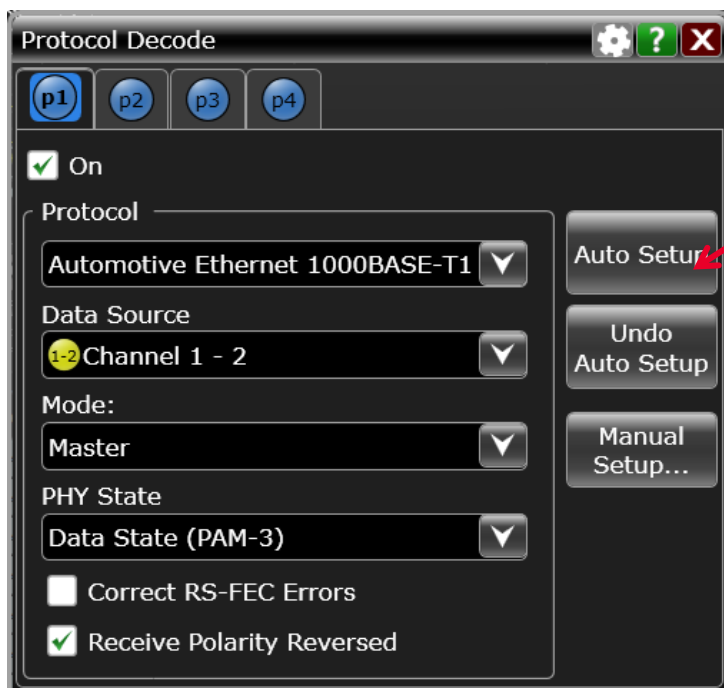 Protocol Decode
?
X
p1 p2 p3 p4
On
Protocol
Automotive Ethernet 1000BASE-T1
Data Source
1-2 Channel 1 - 2
Mode:
Master
PHY State
Data State (PAM-3)
Correct RS-FEC Errors
Receive Polarity Reversed
Auto Setup
Undo
Auto Setup
Manual
Setup...